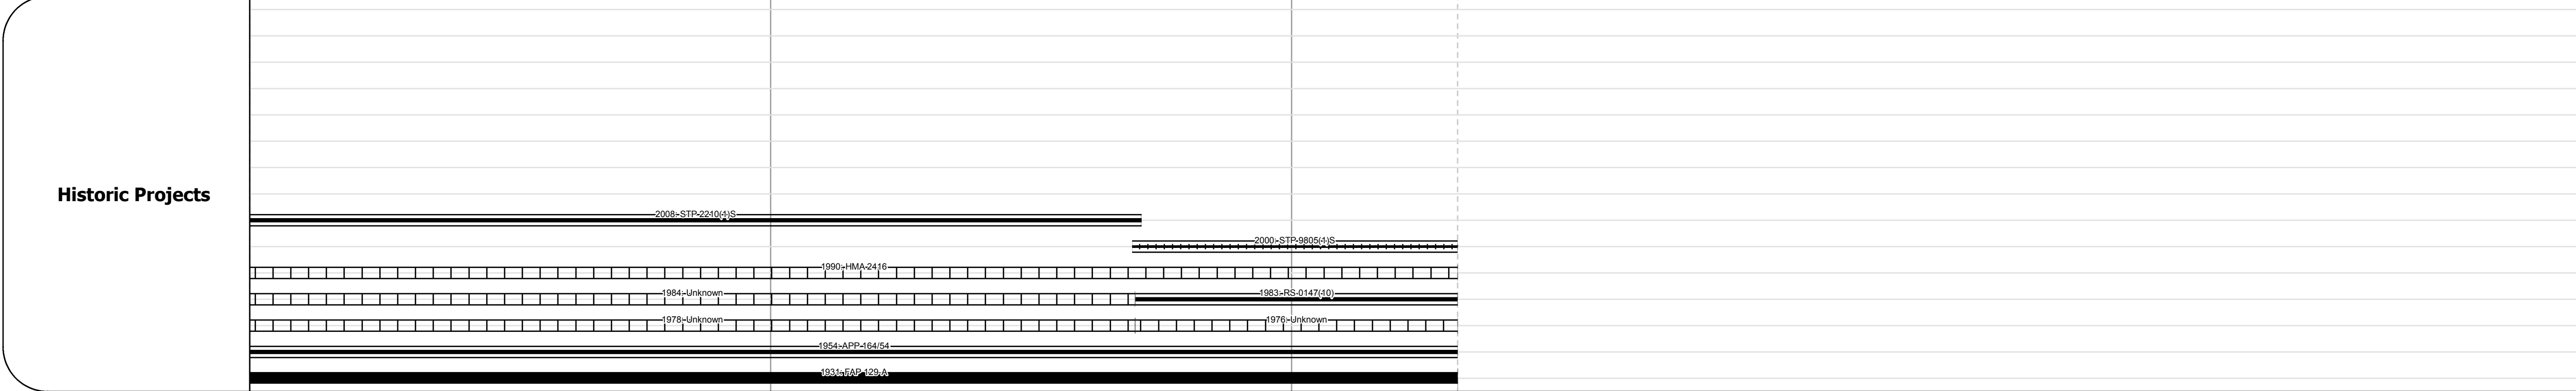 Historic Projects
2008: STP-2210(1)S
2000: STP-9805(1)S
1990: HMA-2416
1984: Unknown
1983: RS-0147(10)
1978: Unknown
1976: Unknown
1954: APP-164/54
1931: FAP 129-A